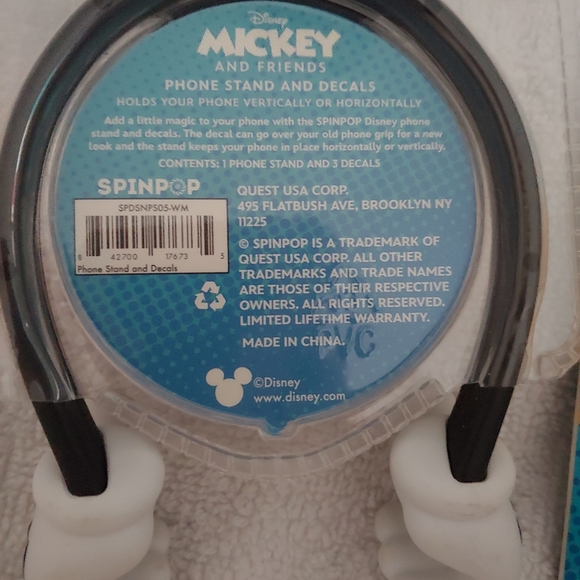 Disney
MICKEY
AND FRIENDS
PHONE STAND AND DECALS
HOLDS YOUR PHONE VERTICALLY OR HORIZONTALLY
Add a little magic to your phone with the SPINPOP Disney phone
stand and decals. The decal can go over your old phone grip for a new
look and the stand keeps your phone in place horizontally or vertically.
CONTENTS: 1 PHONE STAND AND 3 DECALS
SPINPOP
SPDSNPS05-WM
8 42700 17673 5
Phone Stand and Decals
QUEST USA CORP.
495 FLATBUSH AVE, BROOKLYN NY
11225
© SPINPOP IS A TRADEMARK OF
QUEST USA CORP. ALL OTHER
TRADEMARKS AND TRADE NAMES
ARE THOSE OF THEIR RESPECTIVE
OWNERS. ALL RIGHTS RESERVED.
LIMITED LIFETIME WARRANTY.
MADE IN CHINA.
©Disney
www.disney.com